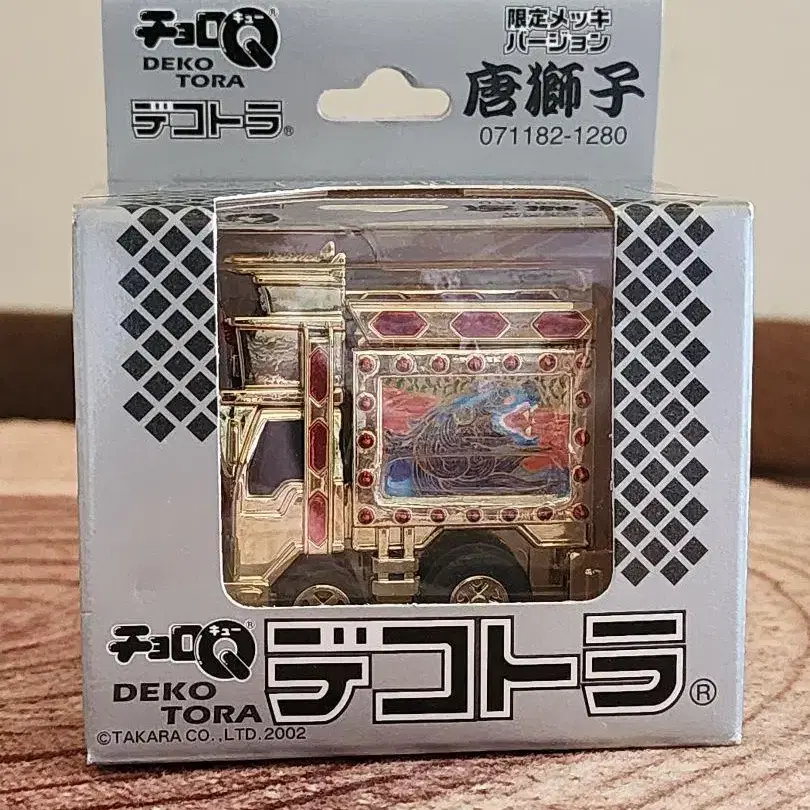 チョロQ
キュー
®
DEKO
TORA
デコトラ®
限定メッキ
バージョン
唐獅子
071182-1280
チョロQ
キュー
®
DEKO
TORA
デコトラ®
©TAKARA CO.,LTD.2002